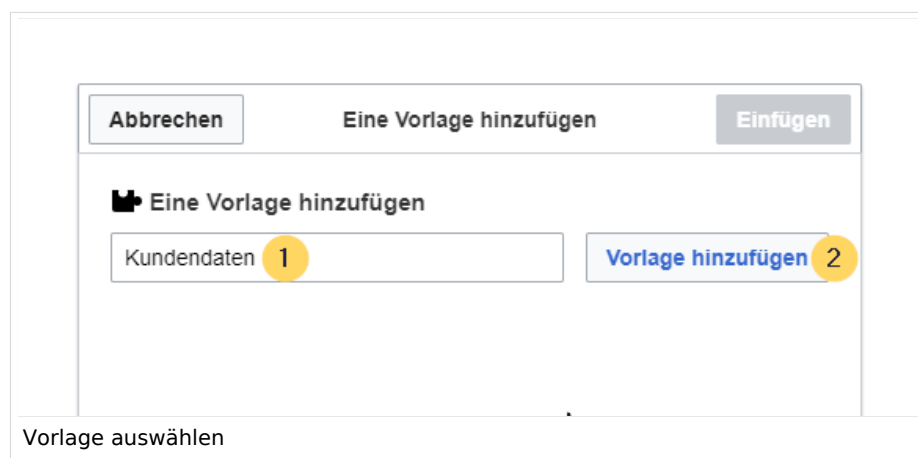 Abbrechen Eine Vorlage hinzufügen Einfügen
Eine Vorlage hinzufügen
Kundendaten 1 Vorlage hinzufügen 2
Vorlage auswählen